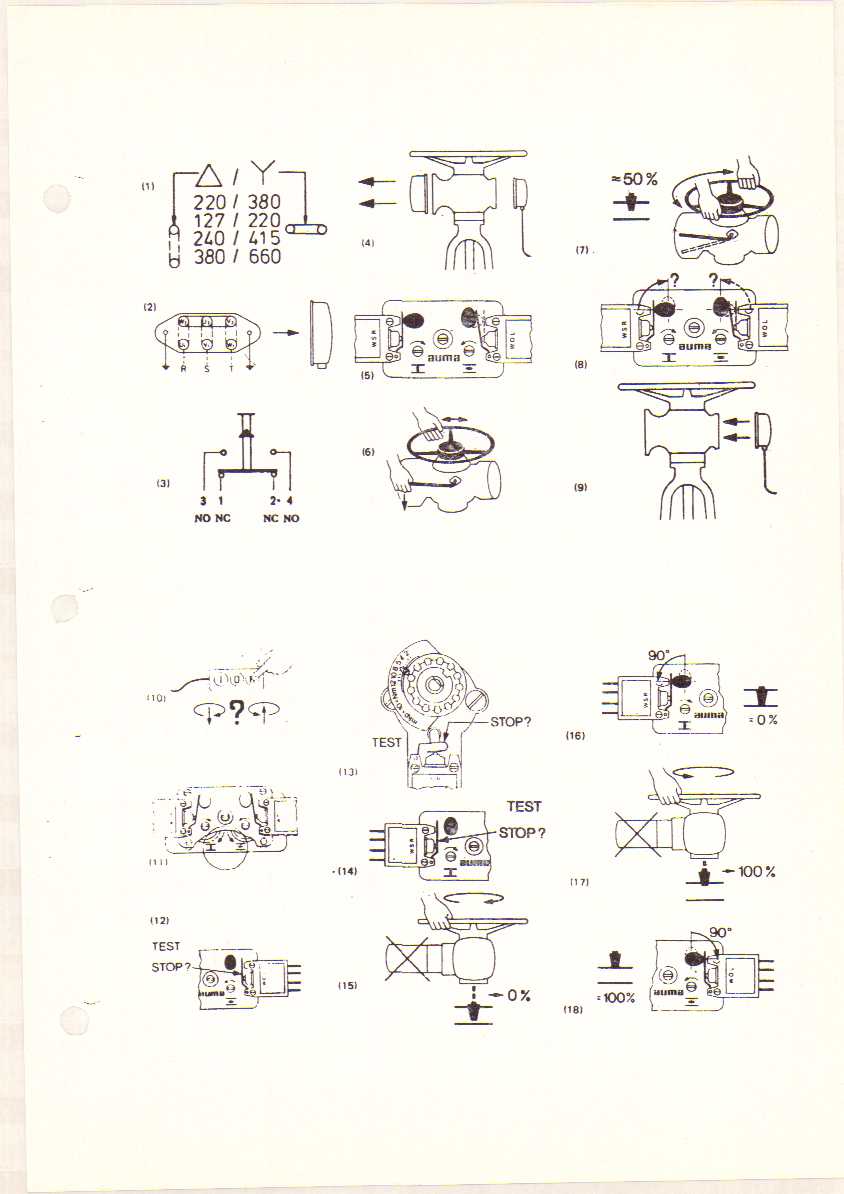 (1)
/
220 / 380
127 / 220
240 / 415
380 / 660
(4)
≈50%
(7)
(2)
R S T
WSR
WOL
auma
(5)
? ?
WSR
WOL
auma
(8)
(3)
3 1 2 4
NO NC NC NO
(6)
(9)
(10)
?
(11)
(12)
TEST
STOP?
auma
(13)
TEST
STOP?
(14)
TEST
STOP?
WSR
auma
(15)
0%
(16)
90°
WSR
auma
≈ 0%
(17)
100%
(18)
90°
WOL
auma
≈100%